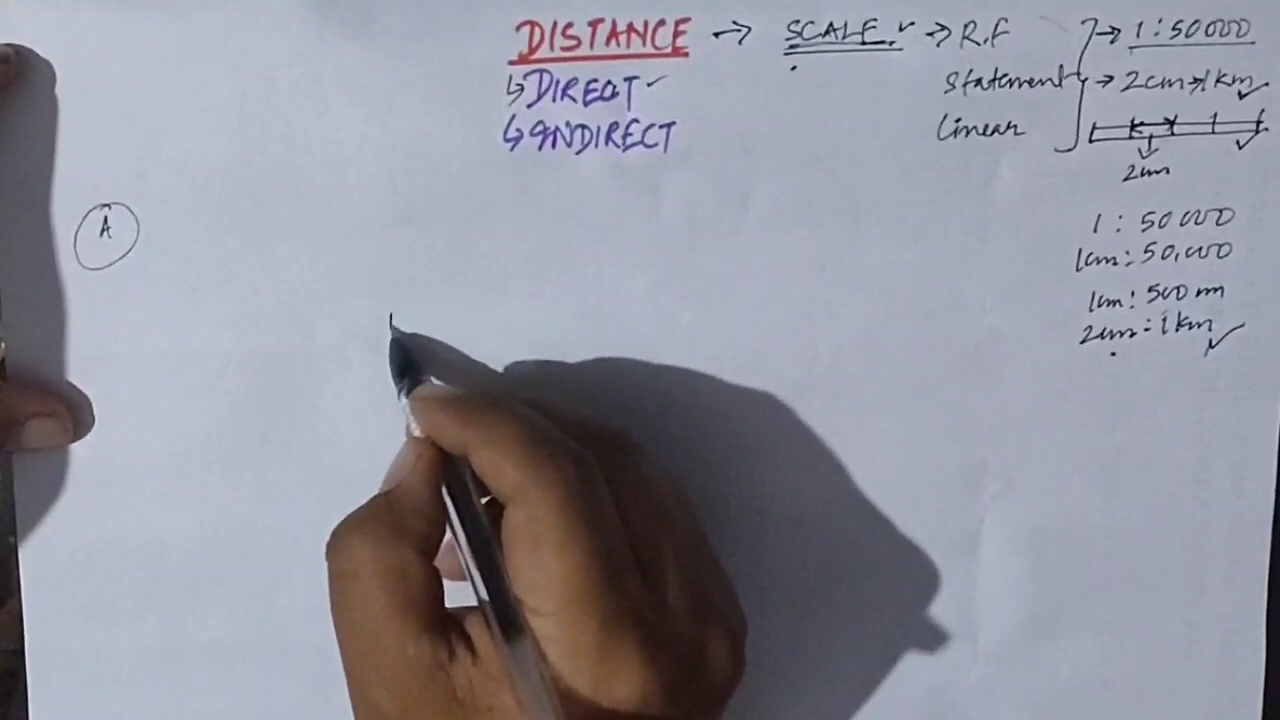 DISTANCE → SCALE ✓ → R.F → 1:50000
↳ DIRECT ✓
Statement → 2cm → 1km ✓
↳ INDIRECT
Linear
2cm
A
1 : 50000
1cm : 50,000
1cm : 500 m
2cm = 1km ✓